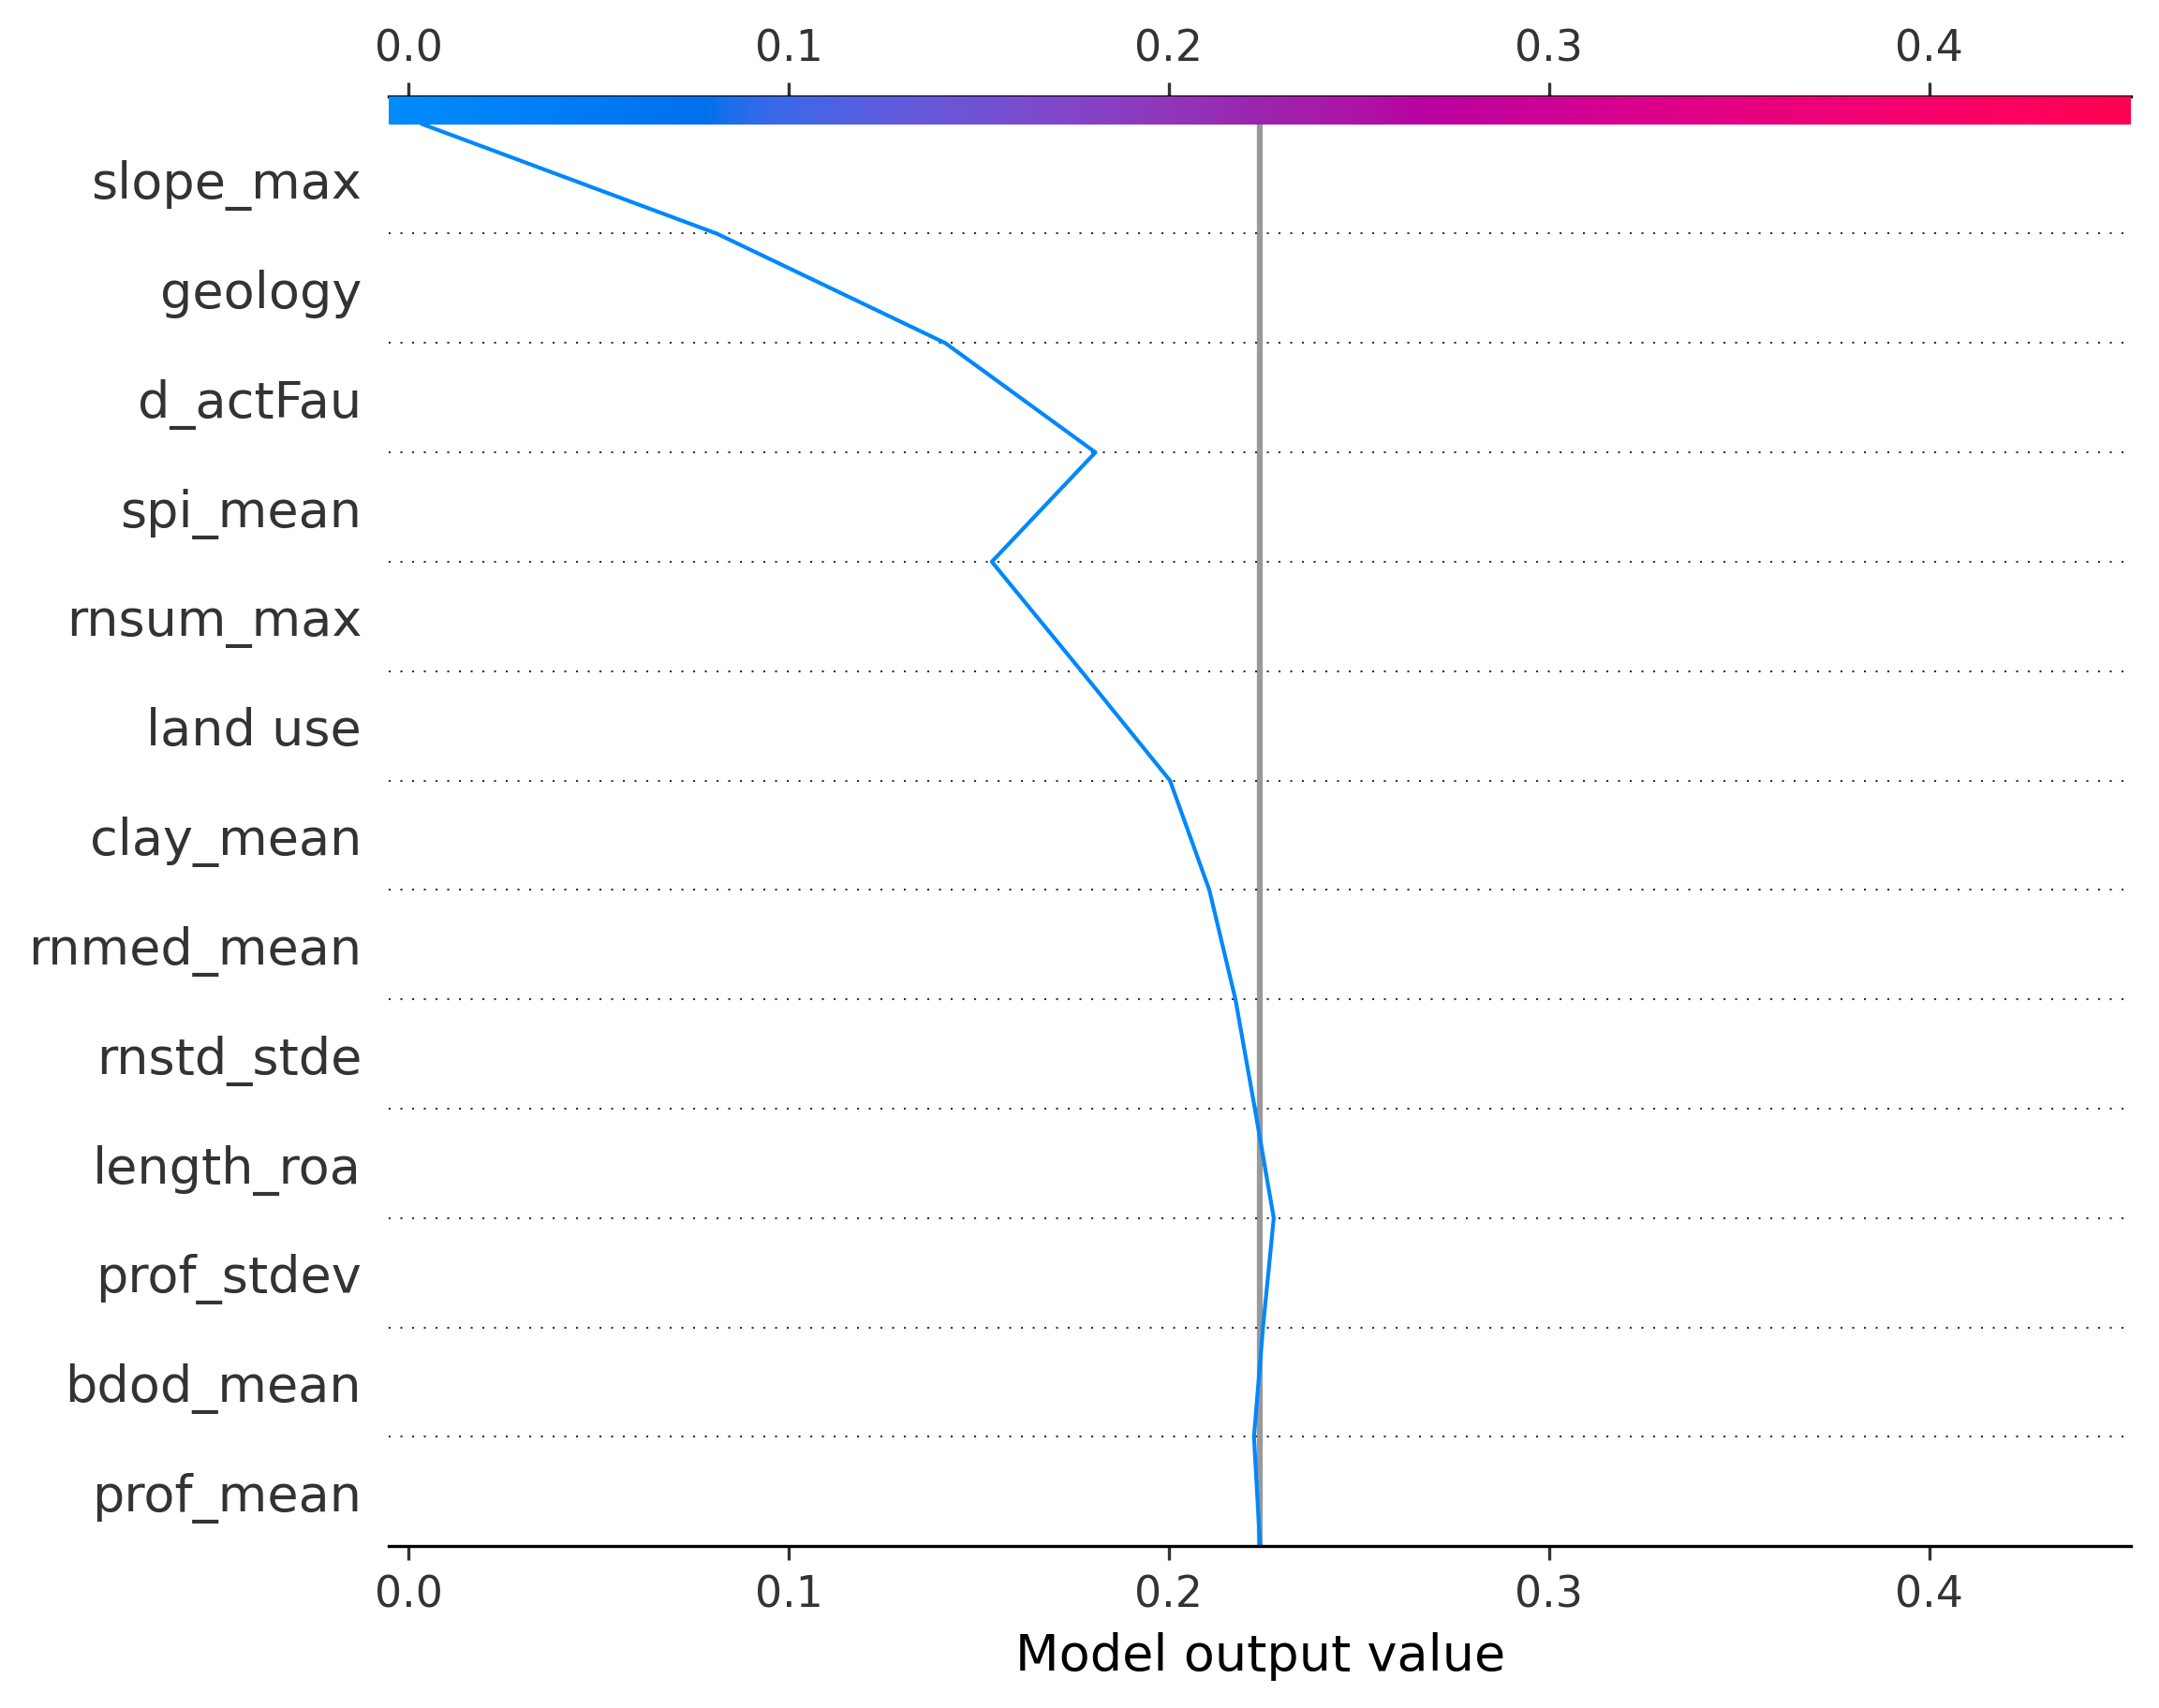 0.0 0.1 0.2 0.3 0.4
slope_max
geology
d_actFau
spi_mean
rnsum_max
land use
clay_mean
rnmed_mean
rnstd_stde
length_roa
prof_stdev
bdod_mean
prof_mean
0.0 0.1 0.2 0.3 0.4
Model output value